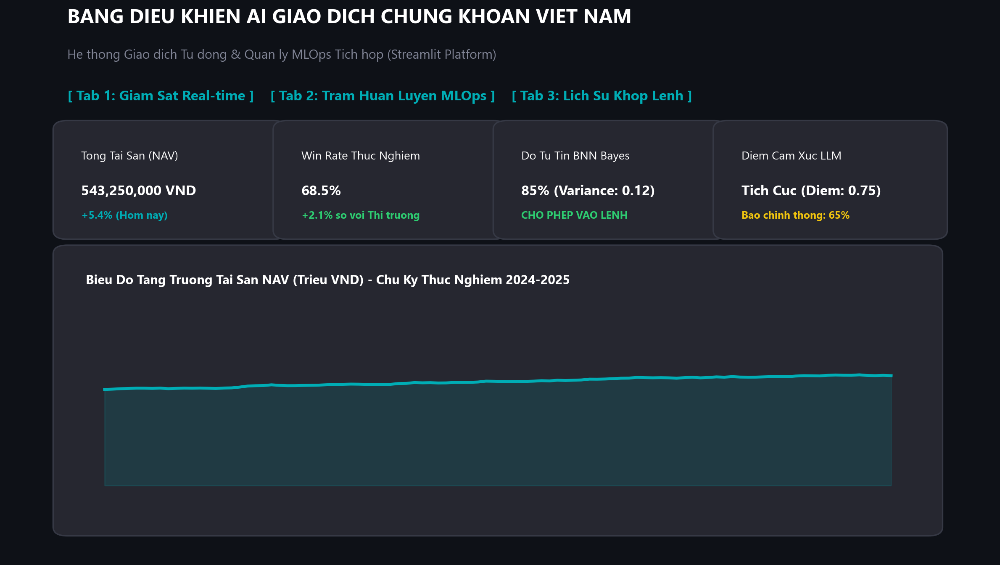 BANG DIEU KHIEN AI GIAO DICH CHUNG KHOAN VIET NAM
He thong Giao dich Tu dong & Quan ly MLOps Tich hop (Streamlit Platform)
[ Tab 1: Giam Sat Real-time ] [ Tab 2: Tram Huan Luyen MLOps ] [ Tab 3: Lich Su Khop Lenh ]
Tong Tai San (NAV)
543,250,000 VND
+5.4% (Hom nay)
Win Rate Thuc Nghiem
68.5%
+2.1% so voi Thi truong
Do Tu Tin BNN Bayes
85% (Variance: 0.12)
CHO PHEP VAO LENH
Diem Cam Xuc LLM
Tich Cuc (Diem: 0.75)
Bao chinh thong: 65%
Bieu Do Tang Truong Tai San NAV (Trieu VND) - Chu Ky Thuc Nghiem 2024-2025